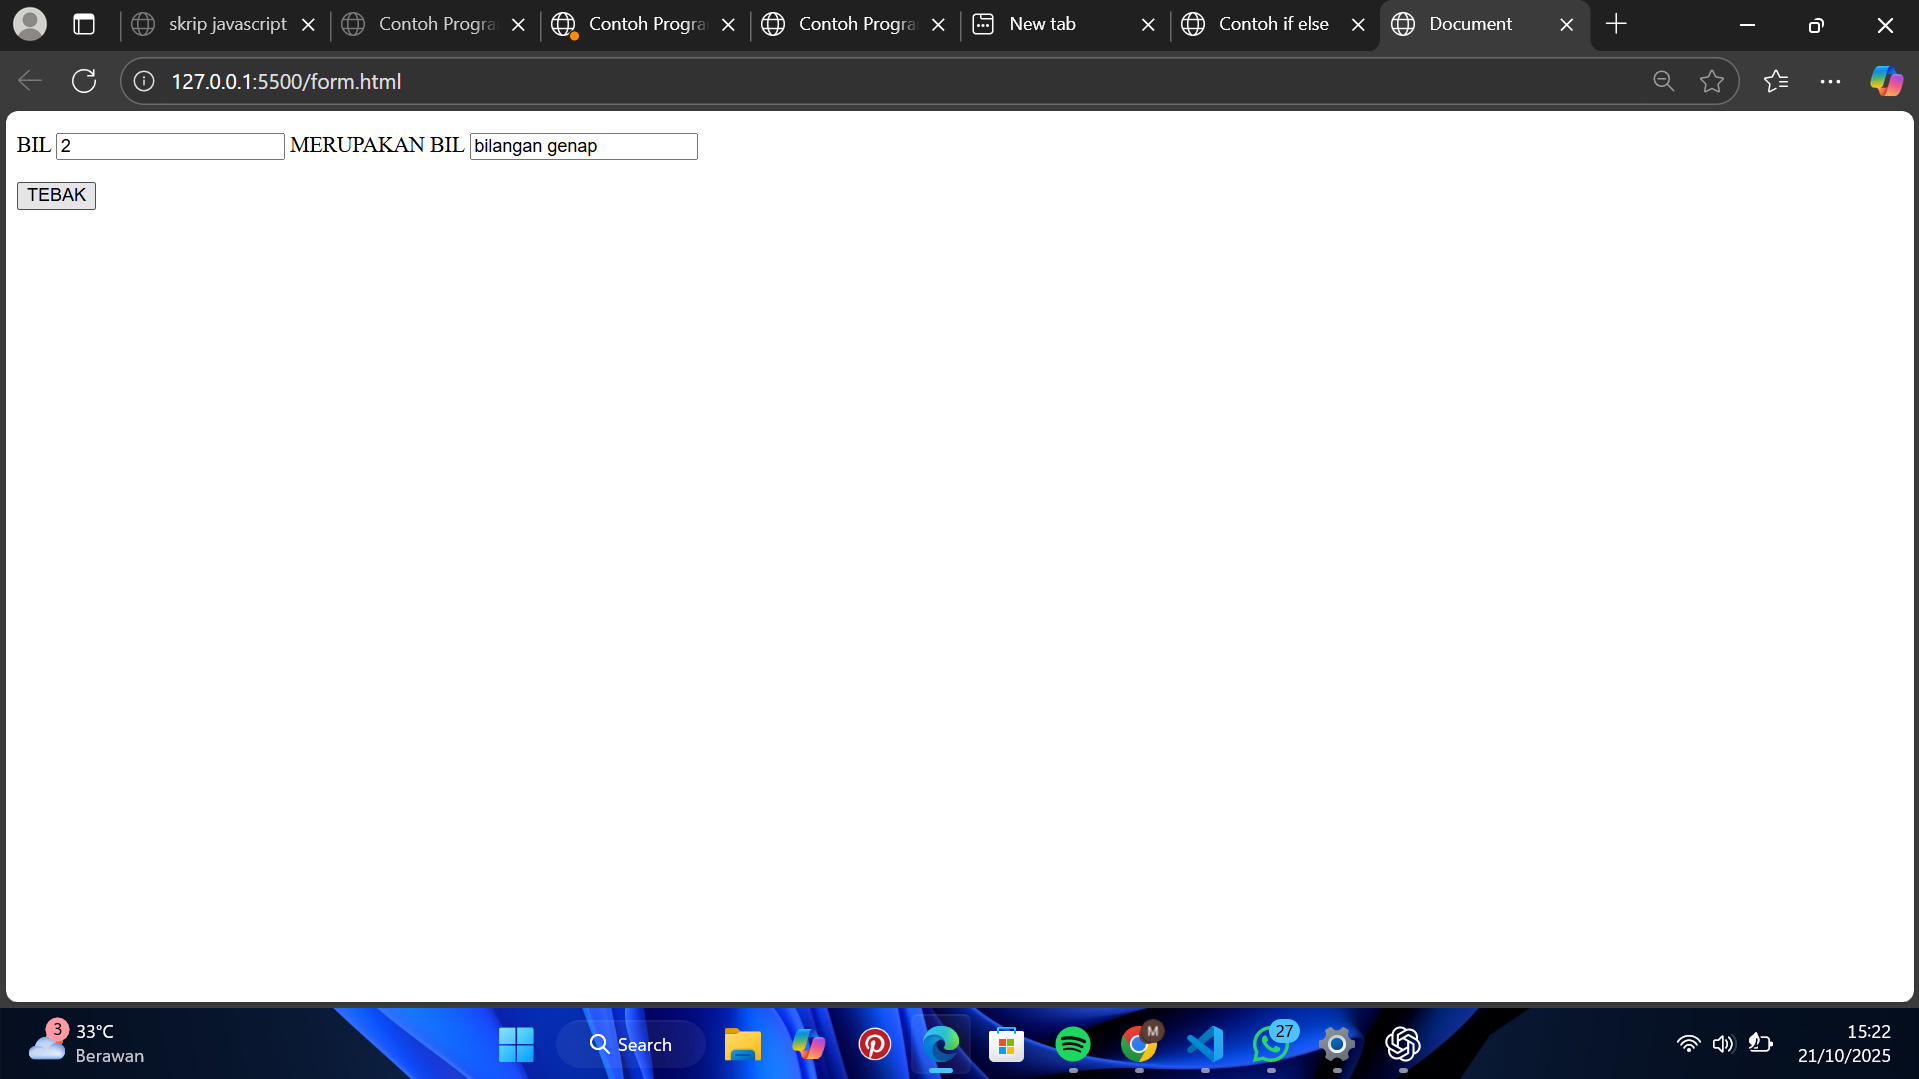 skrip javascript
Contoh Progra
Contoh Progra
Contoh Progra
New tab
Contoh if else
Document
127.0.0.1:5500/form.html
BIL 2 MERUPAKAN BIL bilangan genap
TEBAK
3
33°C
Berawan
Search
M
27
15:22
21/10/2025